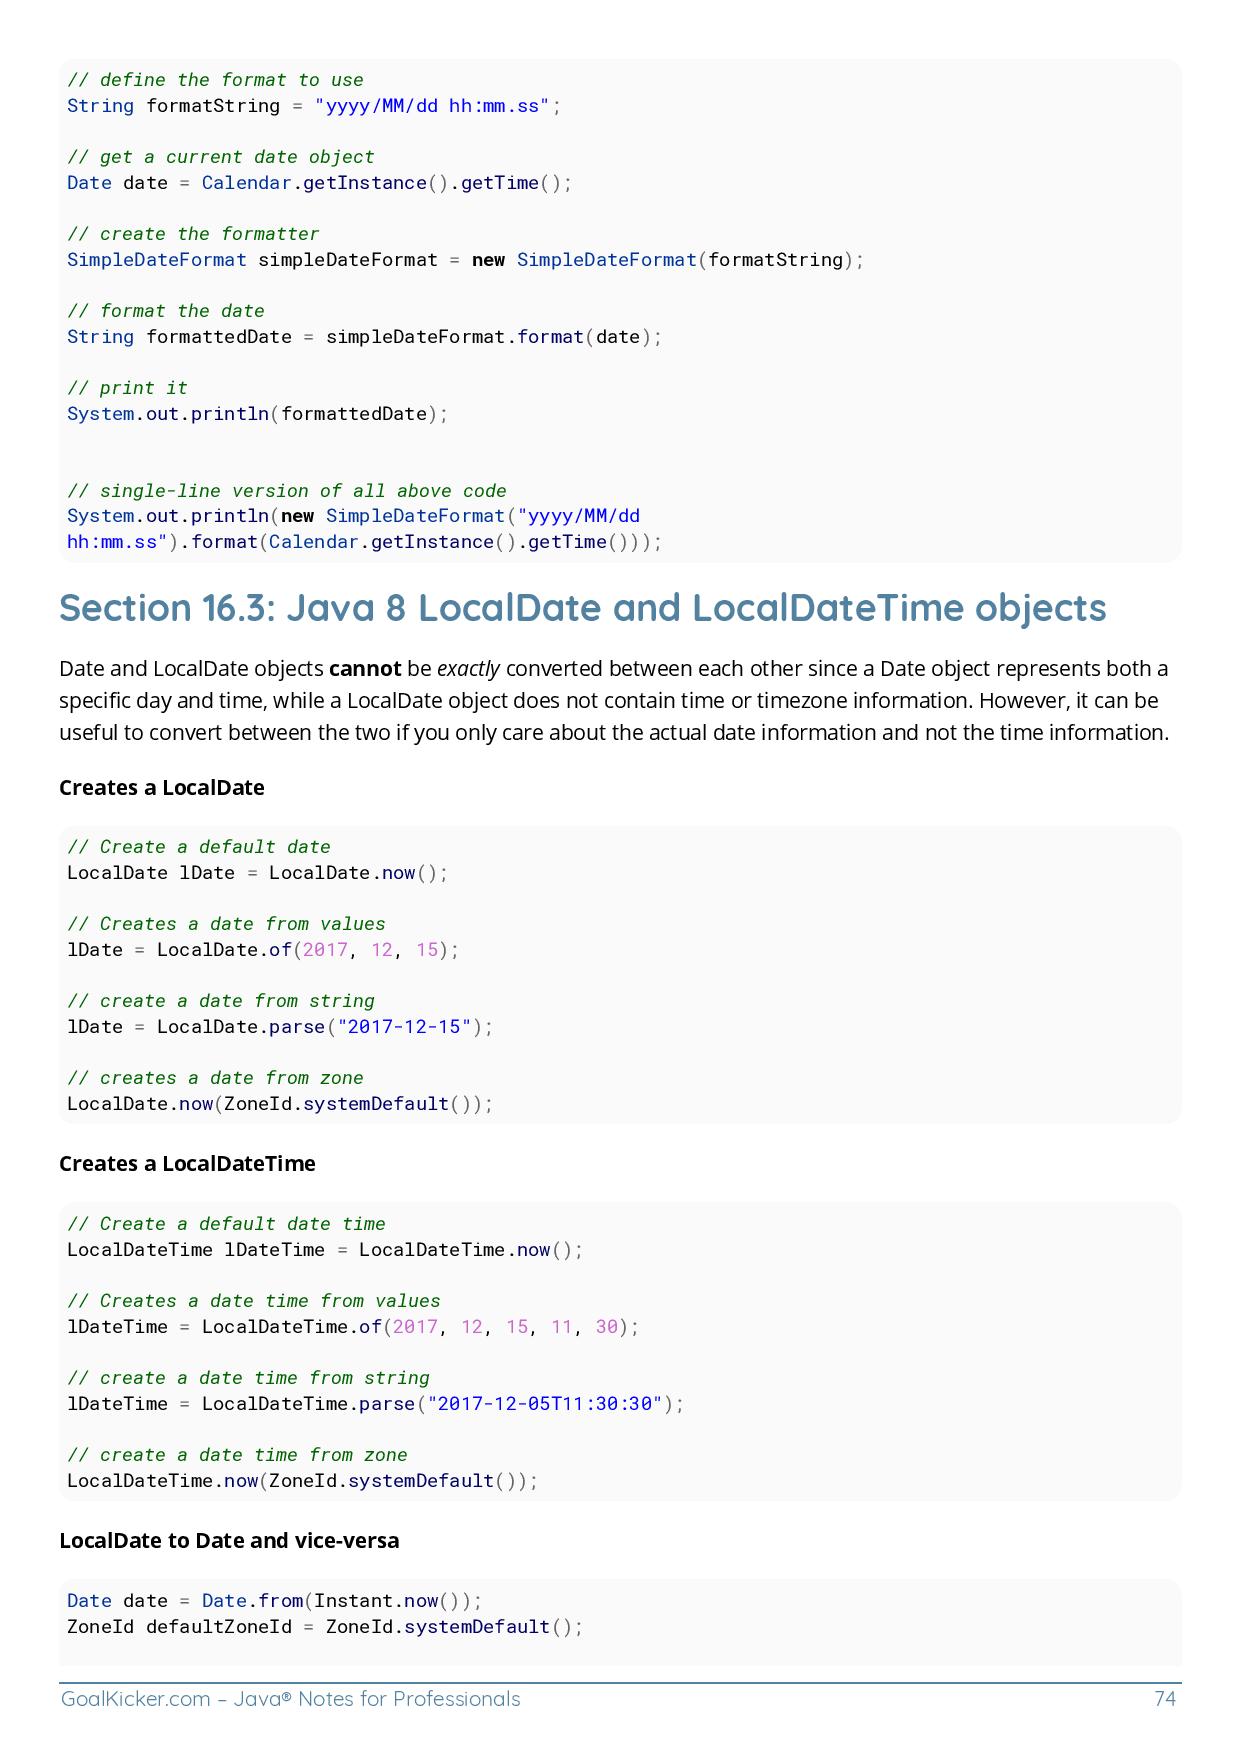 // define the format to use
String formatString = "yyyy/MM/dd hh:mm.ss";
// get a current date object
Date date = Calendar.getInstance().getTime();
// create the formatter
SimpleDateFormat simpleDateFormat = new SimpleDateFormat(formatString);
// format the date
String formattedDate = simpleDateFormat.format(date);
// print it
System.out.println(formattedDate);
// single-line version of all above code
System.out.println(new SimpleDateFormat("yyyy/MM/dd
hh:mm.ss").format(Calendar.getInstance().getTime()));
Section 16.3: Java 8 LocalDate and LocalDateTime objects
Date and LocalDate objects cannot be exactly converted between each other since a Date object represents both a
specific day and time, while a LocalDate object does not contain time or timezone information. However, it can be
useful to convert between the two if you only care about the actual date information and not the time information.
Creates a LocalDate
// Create a default date
LocalDate lDate = LocalDate.now();
// Creates a date from values
lDate = LocalDate.of(2017, 12, 15);
// create a date from string
lDate = LocalDate.parse("2017-12-15");
// creates a date from zone
LocalDate.now(ZoneId.systemDefault());
Creates a LocalDateTime
// Create a default date time
LocalDateTime lDateTime = LocalDateTime.now();
// Creates a date time from values
lDateTime = LocalDateTime.of(2017, 12, 15, 11, 30);
// create a date time from string
lDateTime = LocalDateTime.parse("2017-12-05T11:30:30");
// create a date time from zone
LocalDateTime.now(ZoneId.systemDefault());
LocalDate to Date and vice-versa
Date date = Date.from(Instant.now());
ZoneId defaultZoneId = ZoneId.systemDefault();
GoalKicker.com – Java® Notes for Professionals 74